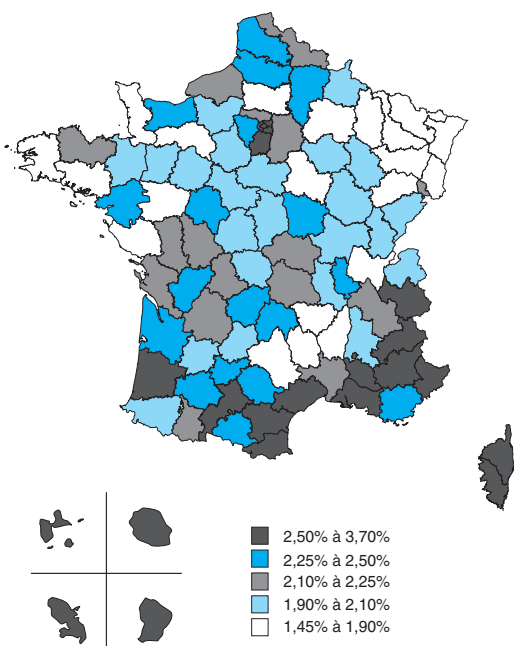 2,50% à 3,70%
2,25% à 2,50%
2,10% à 2,25%
1,90% à 2,10%
1,45% à 1,90%